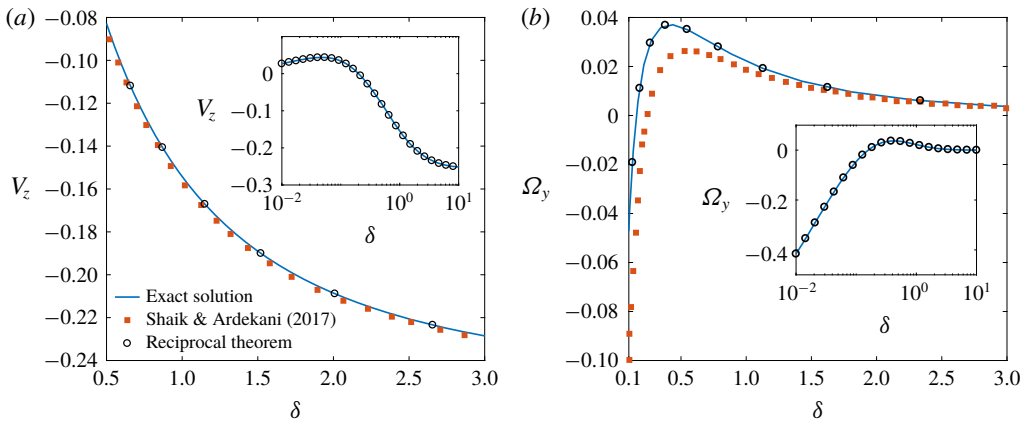 (a)
−0.08
−0.10
−0.12
−0.14
−0.16
−0.18
−0.20
−0.22
−0.24
V_z
0.5 1.0 1.5 2.0 2.5 3.0
δ
Exact solution
Shaik & Ardekani (2017)
Reciprocal theorem
0.1
0
−0.1
−0.2
−0.3
V_z
10^−2 10^0 10^1
δ
(b)
0.04
0.02
0
−0.02
−0.04
−0.06
−0.08
−0.10
Ω_y
0.1 0.5 1.0 1.5 2.0 2.5 3.0
δ
0
−0.2
−0.4
Ω_y
10^−2 10^0 10^1
δ